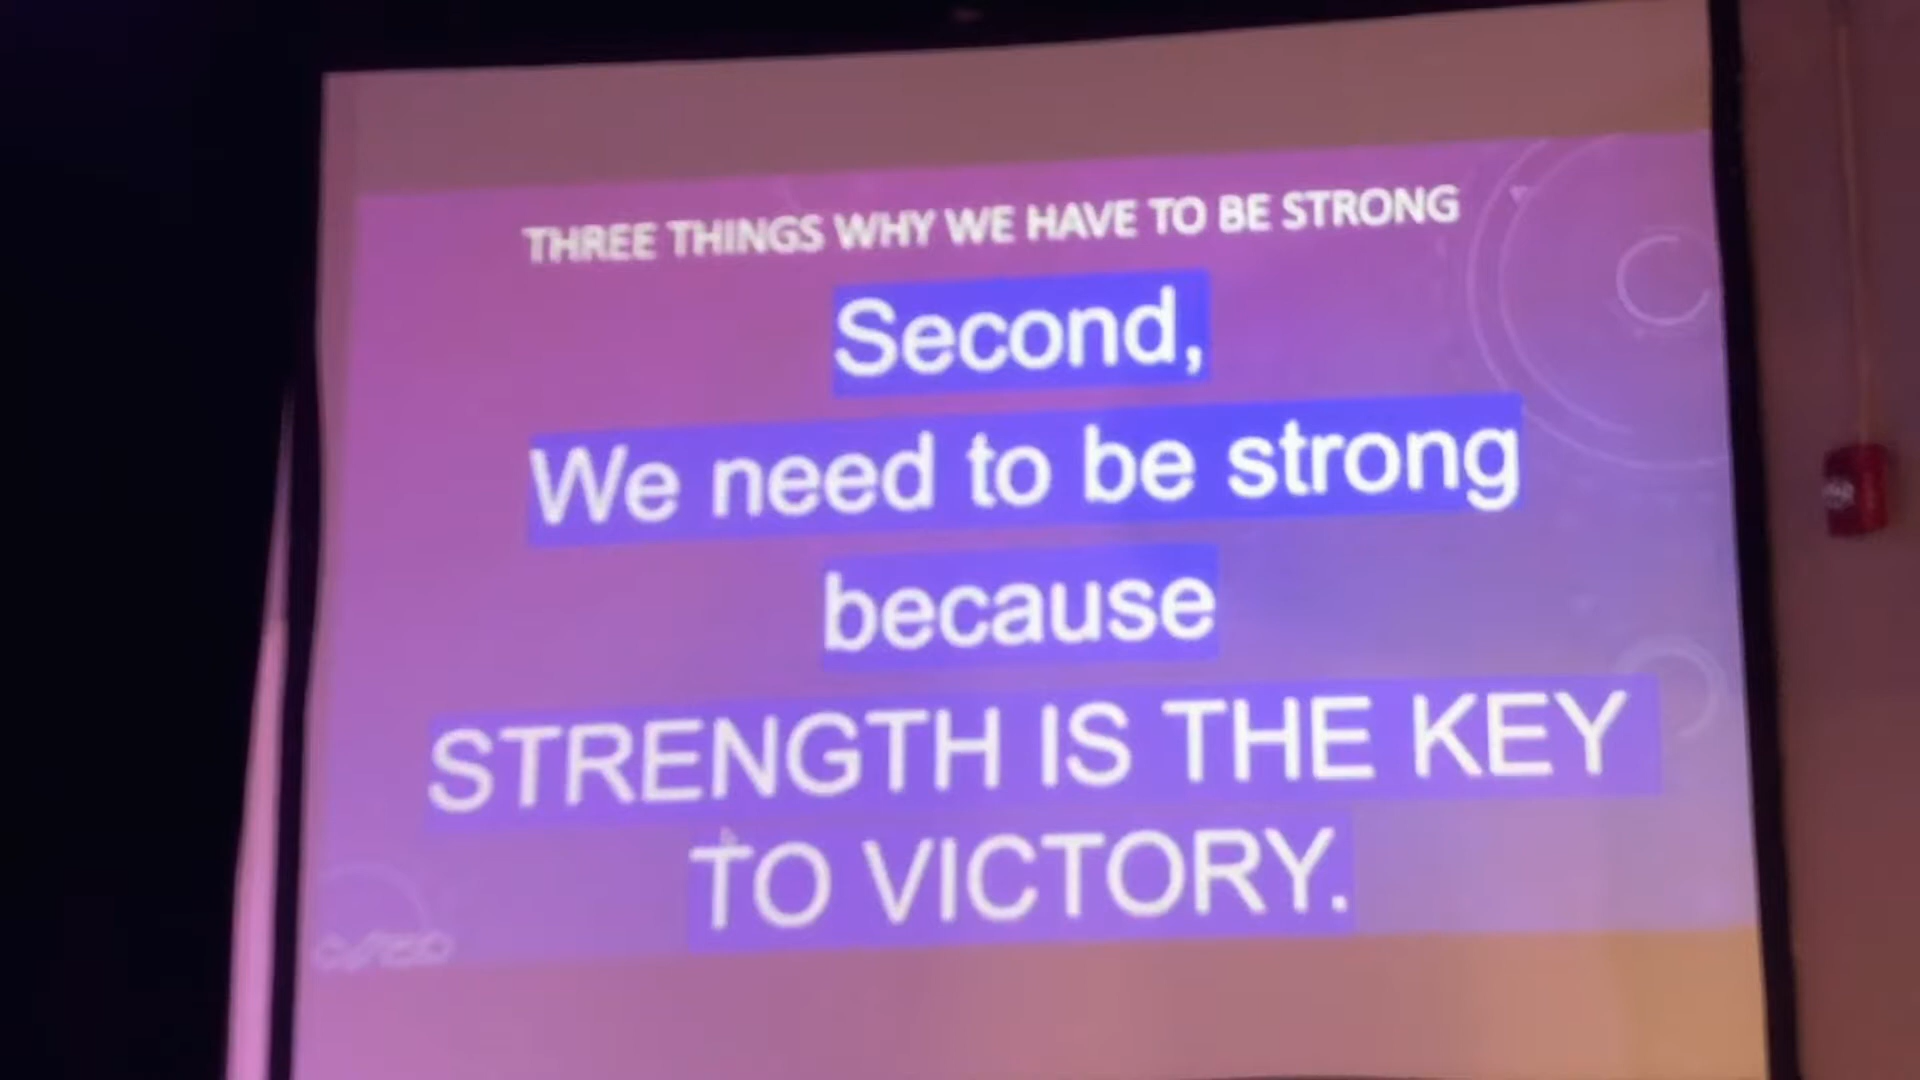 THREE THINGS WHY WE HAVE TO BE STRONG
Second,
We need to be strong
because
STRENGTH IS THE KEY
TO VICTORY.